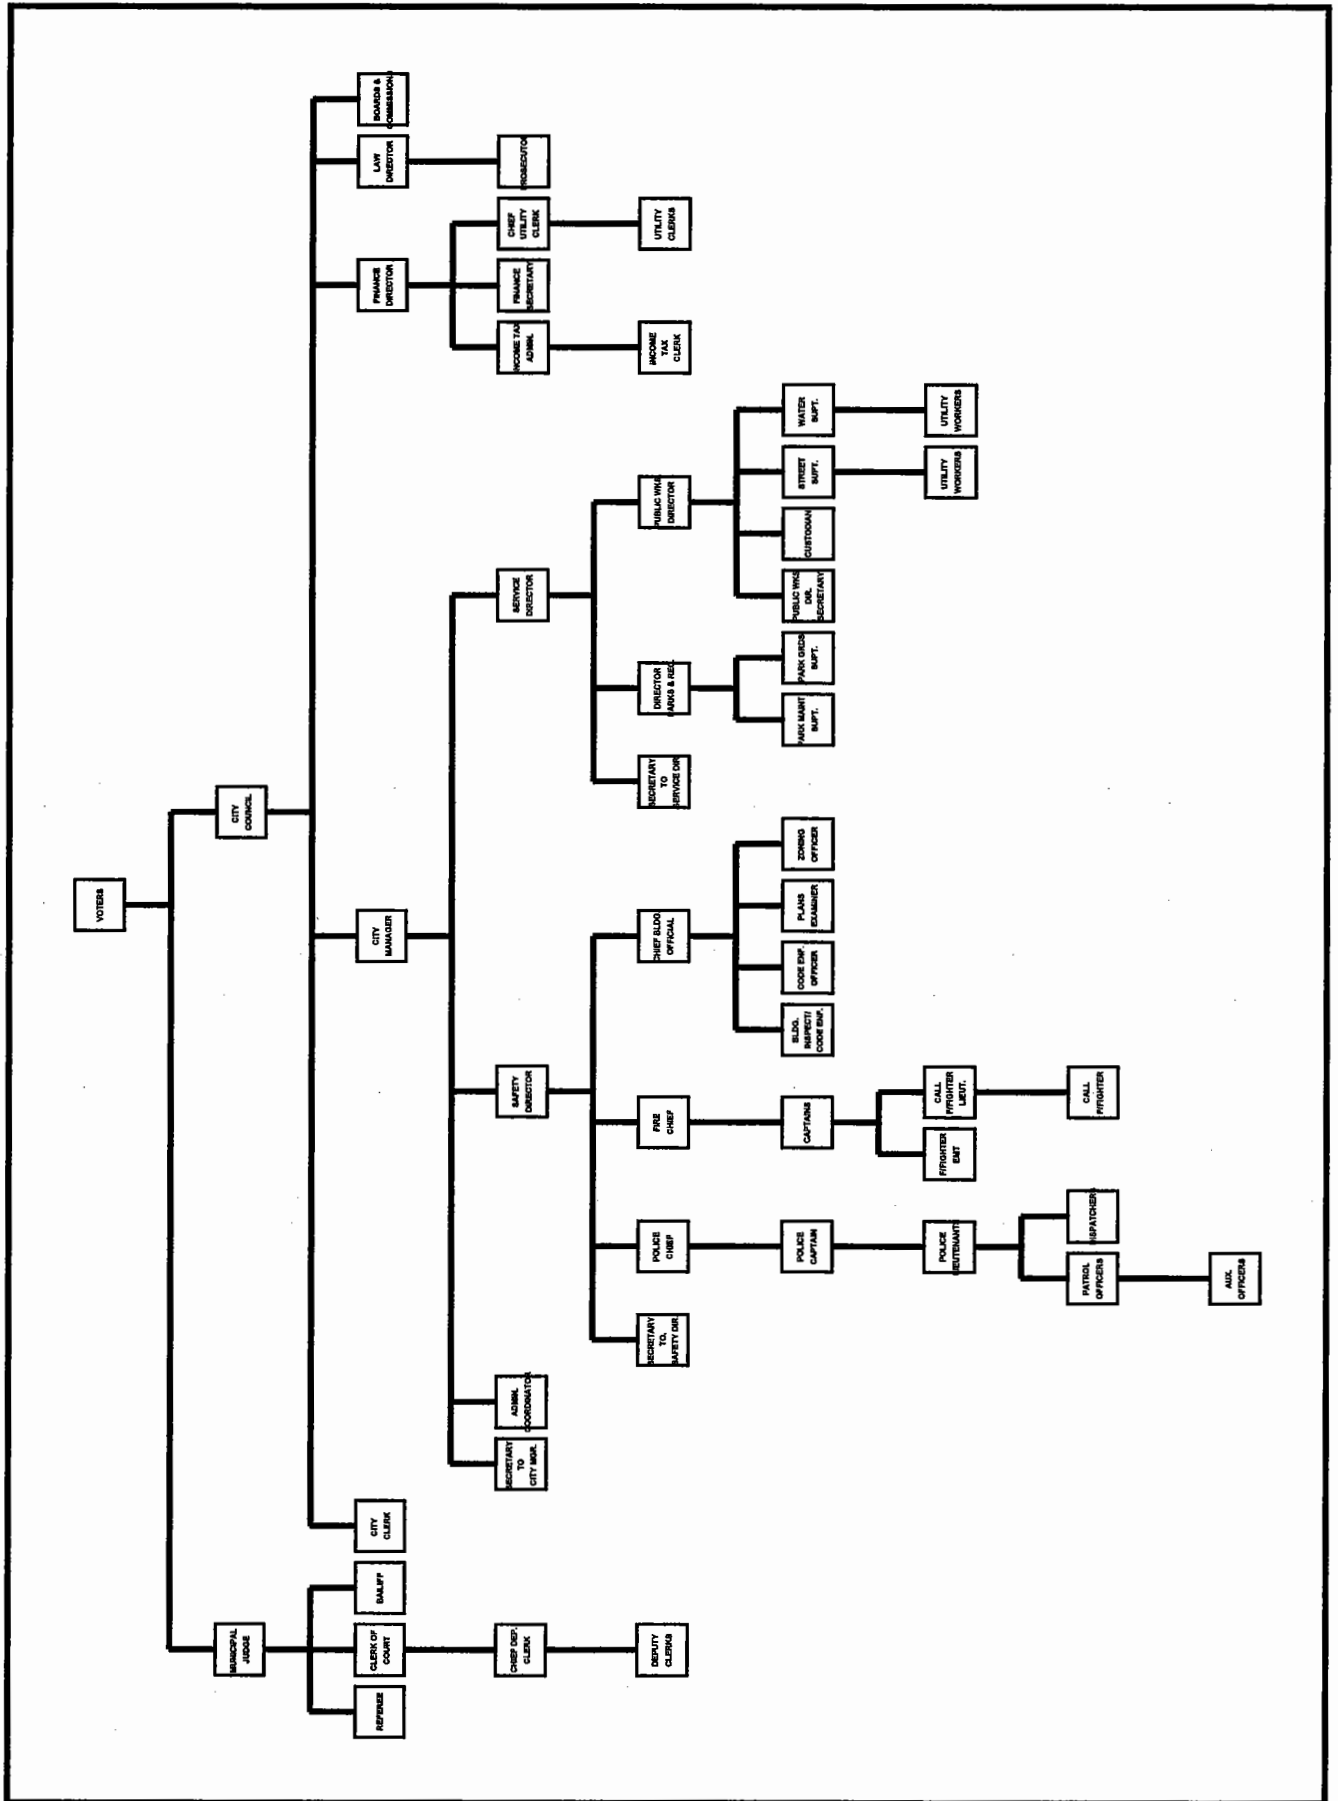 VOTERS
MUNICIPAL
JUDGE
CITY
COUNCIL
REFEREE
CLERK OF
COURT
BAILIFF
CITY
CLERK
CITY
MANAGER
FINANCE
DIRECTOR
LAW
DIRECTOR
BOARDS &
COMMISSIONS
CHIEF DEP.
CLERK
SECRETARY
TO
CITY MGR.
ADMIN.
COORDINATOR
SAFETY
DIRECTOR
SERVICE
DIRECTOR
INCOME TAX
ADMIN.
FINANCE
SECRETARY
CHIEF
UTILITY
CLERK
PROSECUTOR
DEPUTY
CLERKS
SECRETARY
TO,
SAFETY DIR.
POLICE
CHIEF
FIRE
CHIEF
CHIEF BLDG.
OFFICIAL
SECRETARY
TO
SERVICE DIR.
DIRECTOR
PARKS & REC.
PUBLIC WKS.
DIRECTOR
INCOME
TAX
CLERK
UTILITY
CLERKS
POLICE
CAPTAIN
CAPTAINS
BLDG.
INSPECT/
CODE ENF.
CODE ENF.
OFFICER
PLANS
EXAMINER
ZONING
OFFICER
PARK MAINT
SUPT.
PARK GRDS
SUPT.
PUBLIC WKS
DIR.
SECRETARY
CUSTODIAN
STREET
SUPT.
WATER
SUPT.
POLICE
LIEUTENANTS
F/FIGHTER
EMT
CALL
F/FIGHTER
LIEUT.
UTILITY
WORKERS
UTILITY
WORKERS
PATROL
OFFICERS
DISPATCHERS
CALL
F/FIGHTER
AUX.
OFFICERS